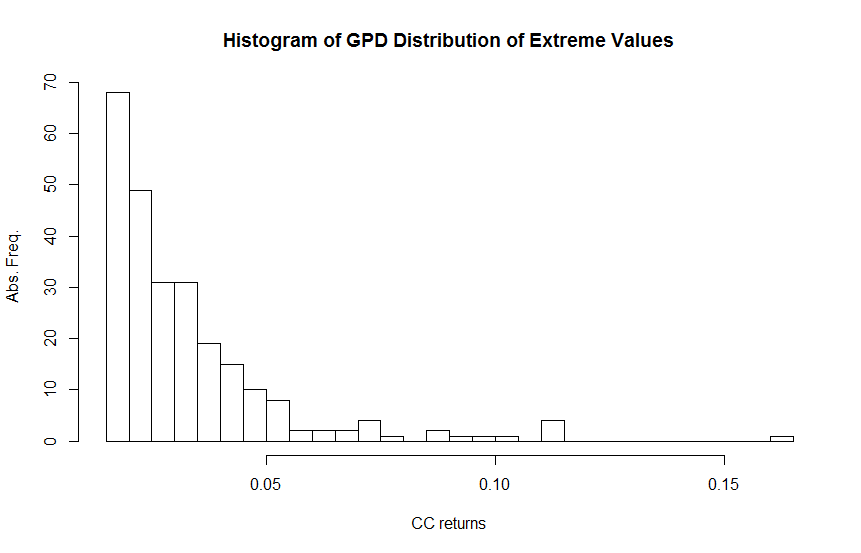 Histogram of GPD Distribution of Extreme Values
Abs. Freq.
70
60
50
40
30
20
10
0
0.05 0.10 0.15
CC returns